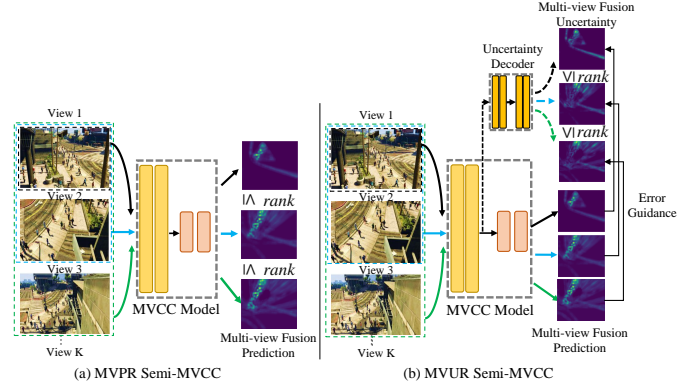 View 1
View 2
View 3
View K
MVCC Model
≤ rank
≤ rank
Multi-view Fusion
Prediction
(a) MVPR Semi-MVCC
Multi-view Fusion
Uncertainty
Uncertainty
Decoder
View 1
View 2
View 3
View K
MVCC Model
≥ rank
≥ rank
Error
Guidance
Multi-view Fusion
Prediction
(b) MVUR Semi-MVCC